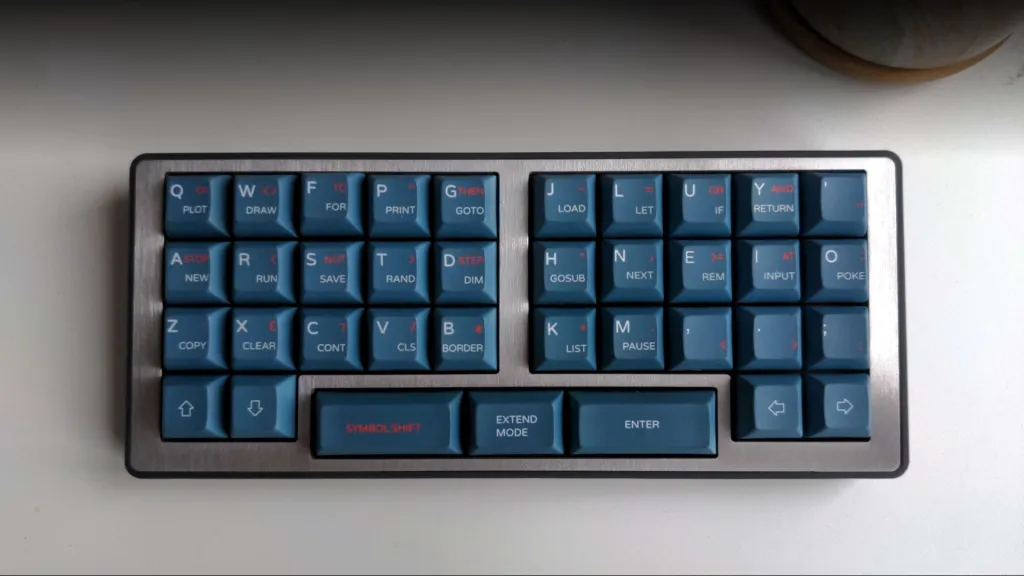 Q <=
PLOT
W <>
DRAW
F TO
FOR
P "
PRINT
G THEN
GOTO
J -
LOAD
L =
LET
U OR
IF
Y AND
RETURN
'
"
A STOP
NEW
R <
RUN
S NOT
SAVE
T >
RAND
D STEP
DIM
H
GOSUB
N ,
NEXT
E >=
REM
I AT
INPUT
O ;
POKE
Z
COPY
X £
CLEAR
C ?
CONT
V /
CLS
B *
BORDER
K +
LIST
M .
PAUSE
,
<
.
>
;
:
SYMBOL SHIFT
EXTEND
MODE
ENTER